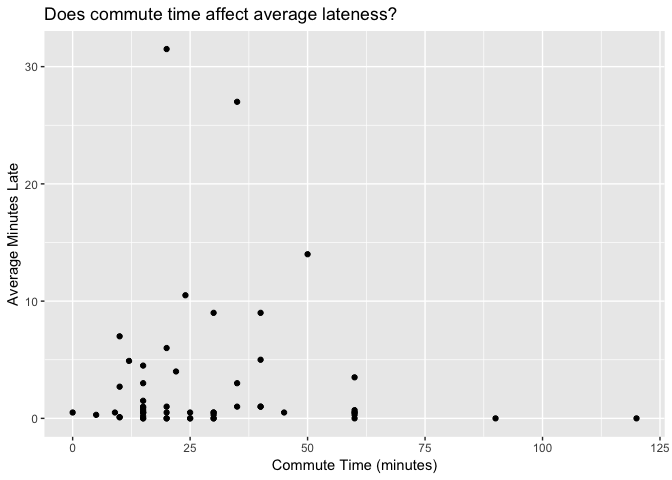 Does commute time affect average lateness?
30
20
10
0
Average Minutes Late
0 25 50 75 100 125
Commute Time (minutes)